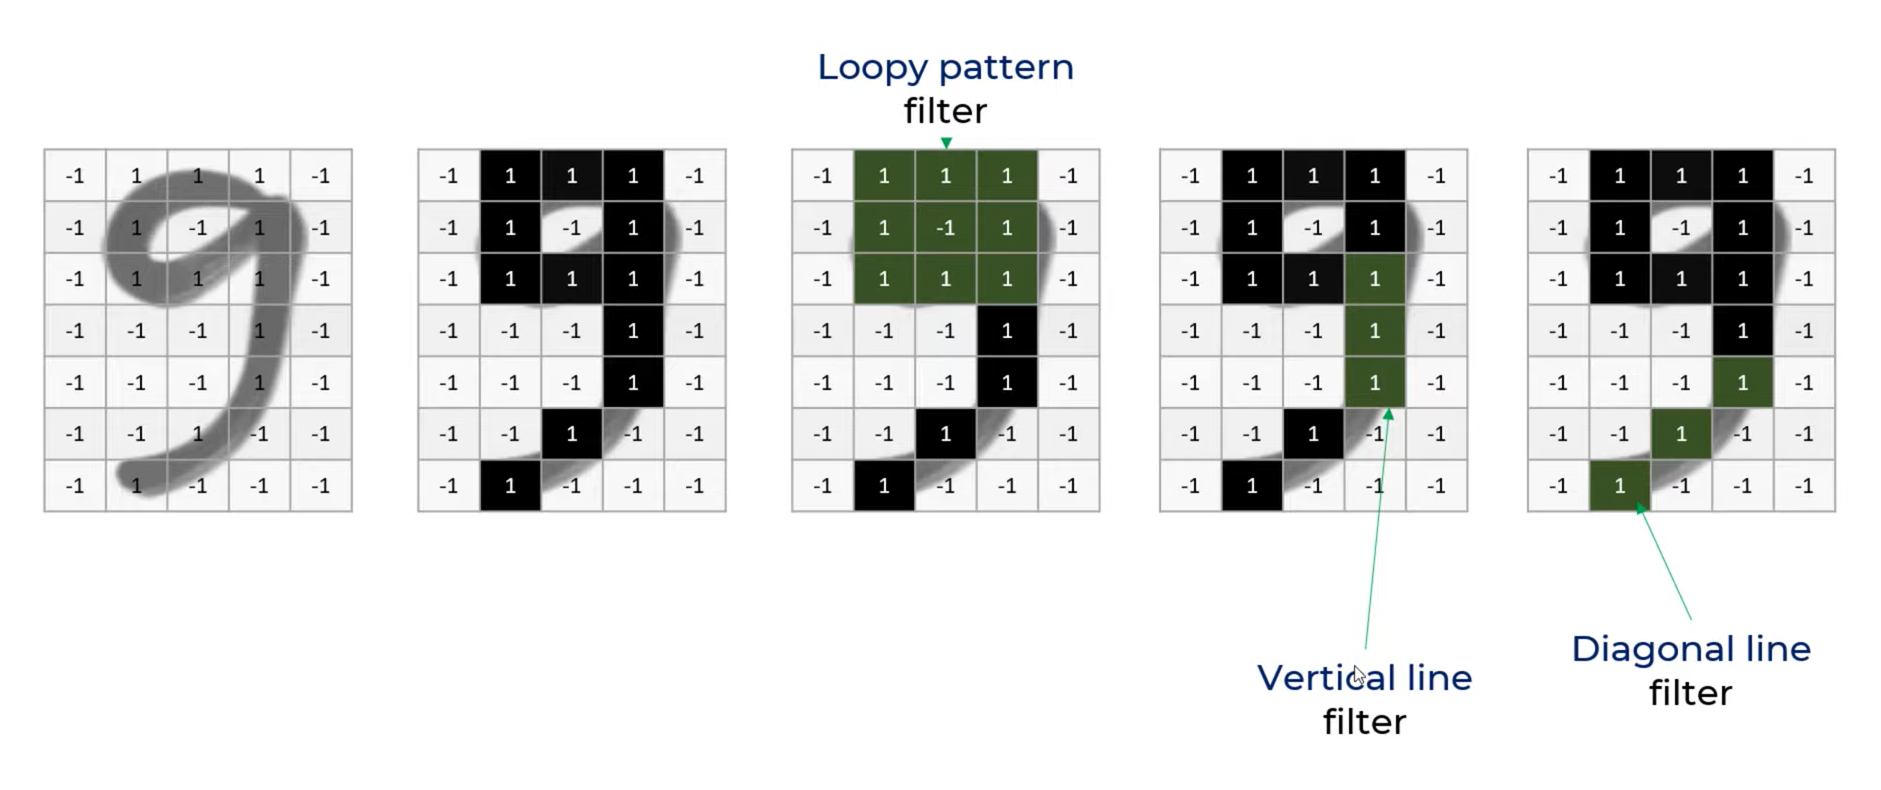 Loopy pattern
filter
-1 1 1 1 -1 -1 1 1 1 -1 -1 1 1 1 -1 -1 1 1 1 -1 -1 1 1 1 -1
-1 1 -1 1 -1 -1 1 -1 1 -1 -1 1 -1 1 -1 -1 1 -1 1 -1 -1 1 -1 1 -1
-1 1 1 1 -1 -1 1 1 1 -1 -1 1 1 1 -1 -1 1 1 1 -1 -1 1 1 1 -1
-1 -1 -1 1 -1 -1 -1 -1 1 -1 -1 -1 -1 1 -1 -1 -1 -1 1 -1 -1 -1 -1 1 -1
-1 -1 -1 1 -1 -1 -1 -1 1 -1 -1 -1 -1 1 -1 -1 -1 -1 1 -1 -1 -1 -1 1 -1
-1 -1 1 -1 -1 -1 -1 1 -1 -1 -1 -1 1 -1 -1 -1 -1 1 -1 -1 -1 -1 1 -1 -1
-1 1 -1 -1 -1 -1 1 -1 -1 -1 -1 1 -1 -1 -1 -1 1 -1 -1 -1 -1 1 -1 -1 -1
Vertical line
filter
Diagonal line
filter